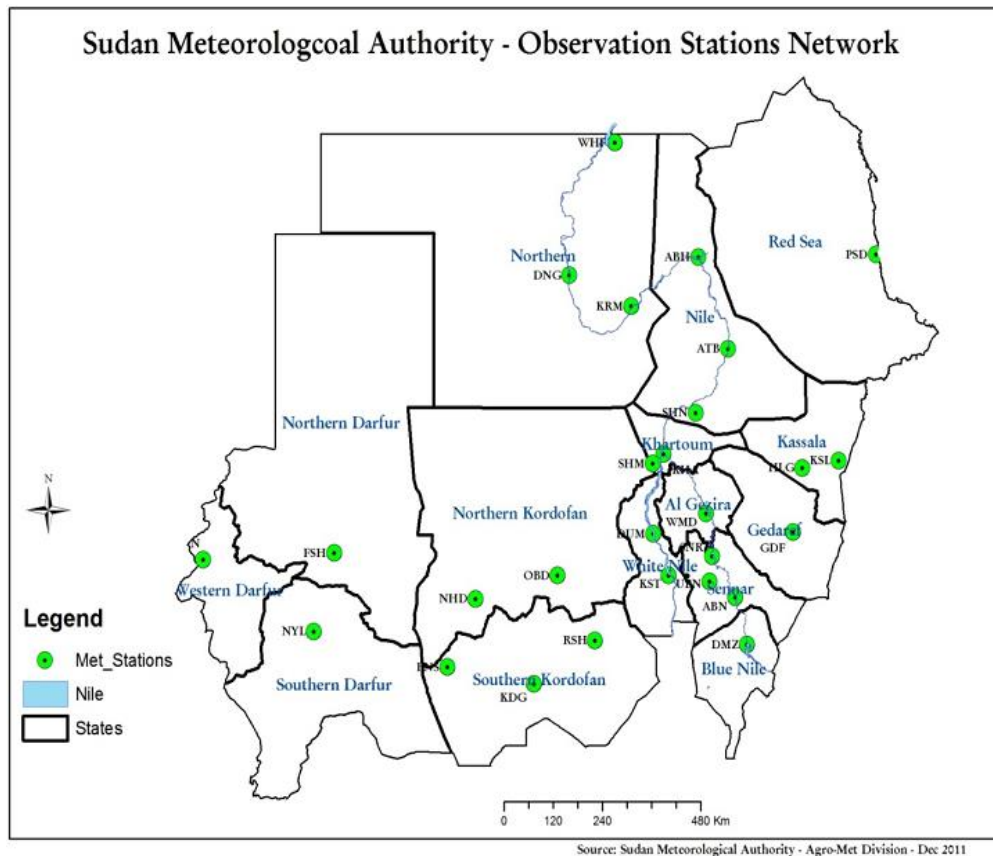 Sudan Meteorologcoal Authority - Observation Stations Network
WHF
Red Sea
Northern
ABH
PSD
DNG
KRM
Nile
ATB
SHN
Northern Darfur
Khartoum
Kassala
SHM
HLG
KSL
N
Northern Kordofan
Al Gezira
WMD
Gedaref
DUM
GDF
FSH
White Nile
OBD
KST
Western Darfur
Sennar
NHD
ABN
Legend
NYL
RSH
DMZ
Met_Stations
Blue Nile
Southern Kordofan
Southern Darfur
KDG
Nile
States
0 120 240 480 Km
Source: Sudan Meteorological Authority - Agro-Met Division - Dec 2011